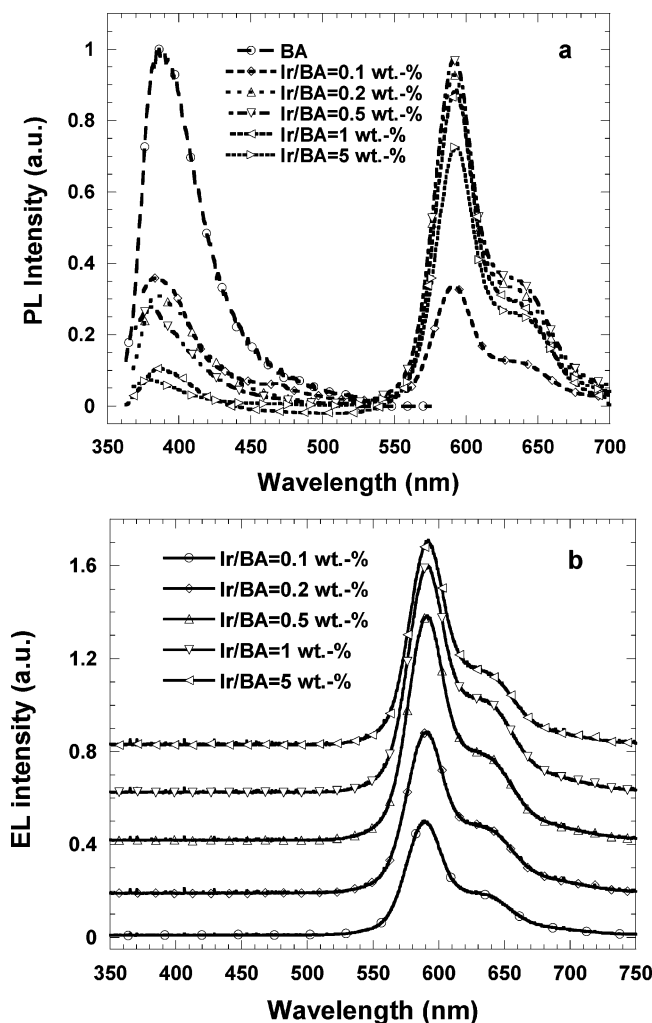 a
BA
Ir/BA=0.1 wt.-%
Ir/BA=0.2 wt.-%
Ir/BA=0.5 wt.-%
Ir/BA=1 wt.-%
Ir/BA=5 wt.-%
PL Intensity (a.u.)
1
0.8
0.6
0.4
0.2
0
350 400 450 500 550 600 650 700
Wavelength (nm)
b
Ir/BA=0.1 wt.-%
Ir/BA=0.2 wt.-%
Ir/BA=0.5 wt.-%
Ir/BA=1 wt.-%
Ir/BA=5 wt.-%
EL intensity (a.u.)
1.6
1.2
0.8
0.4
0
350 400 450 500 550 600 650 700 750
Wavelength (nm)